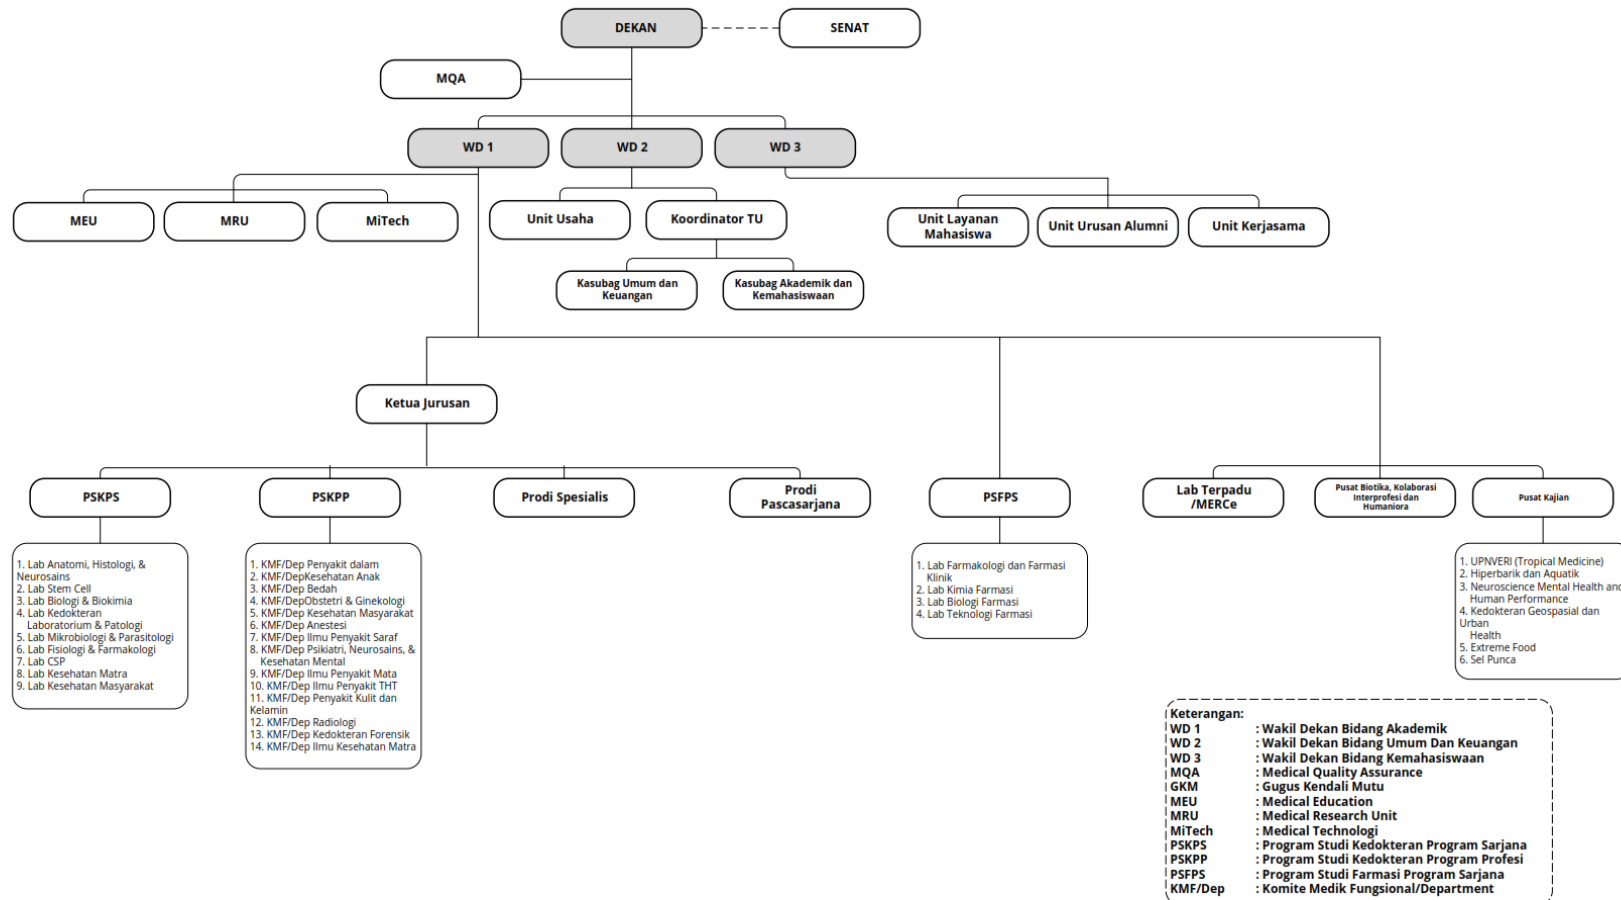 DEKAN
SENAT
MQA
WD 1
WD 2
WD 3
MEU
MRU
MiTech
Unit Usaha
Koordinator TU
Unit Layanan
Mahasiswa
Unit Urusan Alumni
Unit Kerjasama
Kasubag Umum dan
Keuangan
Kasubag Akademik dan
Kemahasiswaan
Ketua Jurusan
PSKPS
PSKPP
Prodi Spesialis
Prodi
Pascasarjana
PSFPS
Lab Terpadu
/MERCe
Pusat Biotika, Kolaborasi
Interprofesi dan
Humaniora
Pusat Kajian
1. Lab Anatomi, Histologi, &
Neurosains
2. Lab Stem Cell
3. Lab Biologi & Biokimia
4. Lab Kedokteran
Laboratorium & Patologi
5. Lab Mikrobiologi & Parasitologi
6. Lab Fisiologi & Farmakologi
7. Lab CSP
8. Lab Kesehatan Matra
9. Lab Kesehatan Masyarakat
1. KMF/Dep Penyakit dalam
2. KMF/DepKesehatan Anak
3. KMF/Dep Bedah
4. KMF/DepObstetri & Ginekologi
5. KMF/Dep Kesehatan Masyarakat
6. KMF/Dep Anestesi
7. KMF/Dep Ilmu Penyakit Saraf
8. KMF/Dep Psikiatri, Neurosains, &
Kesehatan Mental
9. KMF/Dep Ilmu Penyakit Mata
10. KMF/Dep Ilmu Penyakit THT
11. KMF/Dep Penyakit Kulit dan
Kelamin
12. KMF/Dep Radiologi
13. KMF/Dep Kedokteran Forensik
14. KMF/Dep Ilmu Kesehatan Matra
1. Lab Farmakologi dan Farmasi
Klinik
2. Lab Kimia Farmasi
3. Lab Biologi Farmasi
4. Lab Teknologi Farmasi
1. UPNVERI (Tropical Medicine)
2. Hiperbarik dan Aquatik
3. Neuroscience Mental Health and
Human Performance
4. Kedokteran Geospasial dan
Urban
Health
5. Extreme Food
6. Sel Punca
Keterangan:
WD 1 : Wakil Dekan Bidang Akademik
WD 2 : Wakil Dekan Bidang Umum Dan Keuangan
WD 3 : Wakil Dekan Bidang Kemahasiswaan
MQA : Medical Quality Assurance
GKM : Gugus Kendali Mutu
MEU : Medical Education
MRU : Medical Research Unit
MiTech : Medical Technologi
PSKPS : Program Studi Kedokteran Program Sarjana
PSKPP : Program Studi Kedokteran Program Profesi
PSFPS : Program Studi Farmasi Program Sarjana
KMF/Dep : Komite Medik Fungsional/Department